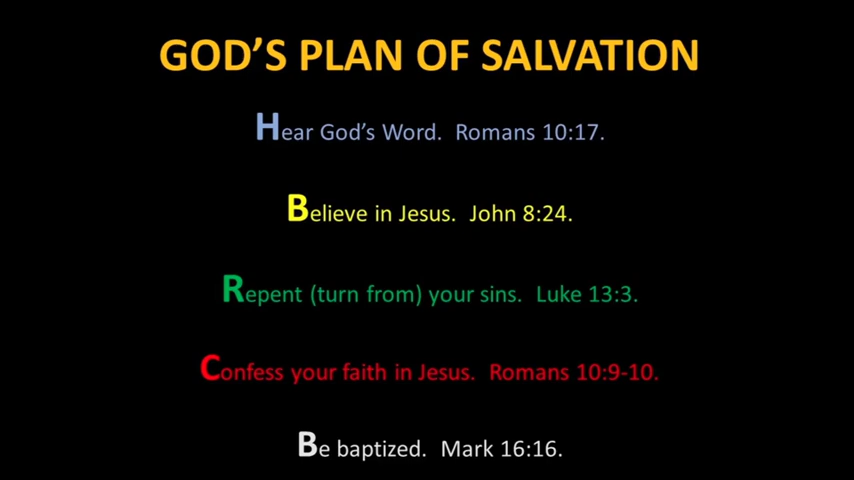 GOD’S PLAN OF SALVATION
Hear God’s Word.  Romans 10:17.
Believe in Jesus.  John 8:24.
Repent (turn from) your sins.  Luke 13:3.
Confess your faith in Jesus.  Romans 10:9-10.
Be baptized.  Mark 16:16.